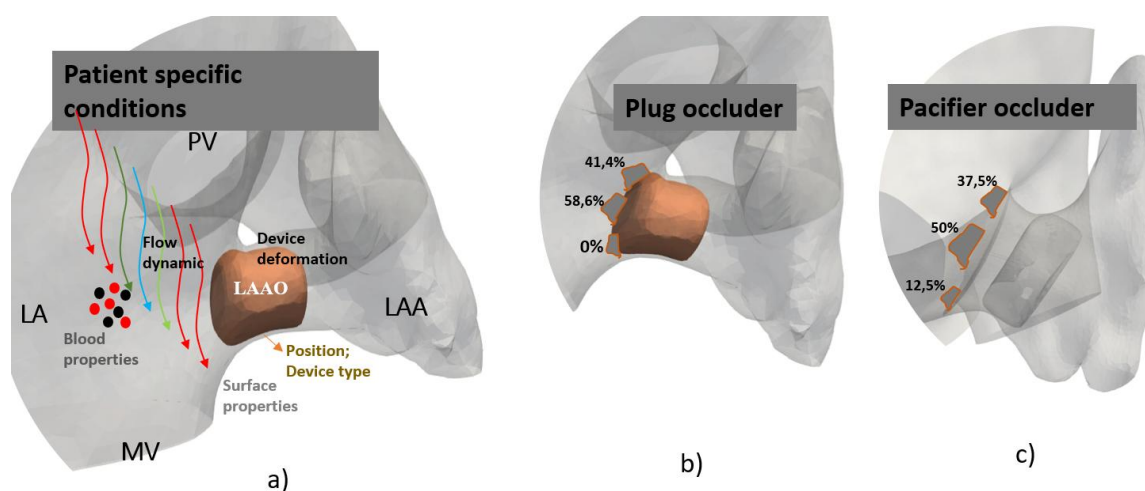 Patient specific
conditions
PV
Flow
dynamic
Device
deformation
LAAO
LA
LAA
Blood
properties
Position;
Device type
Surface
properties
MV
a)
Plug occluder
41,4%
58,6%
0%
b)
Pacifier occluder
37,5%
50%
12,5%
c)